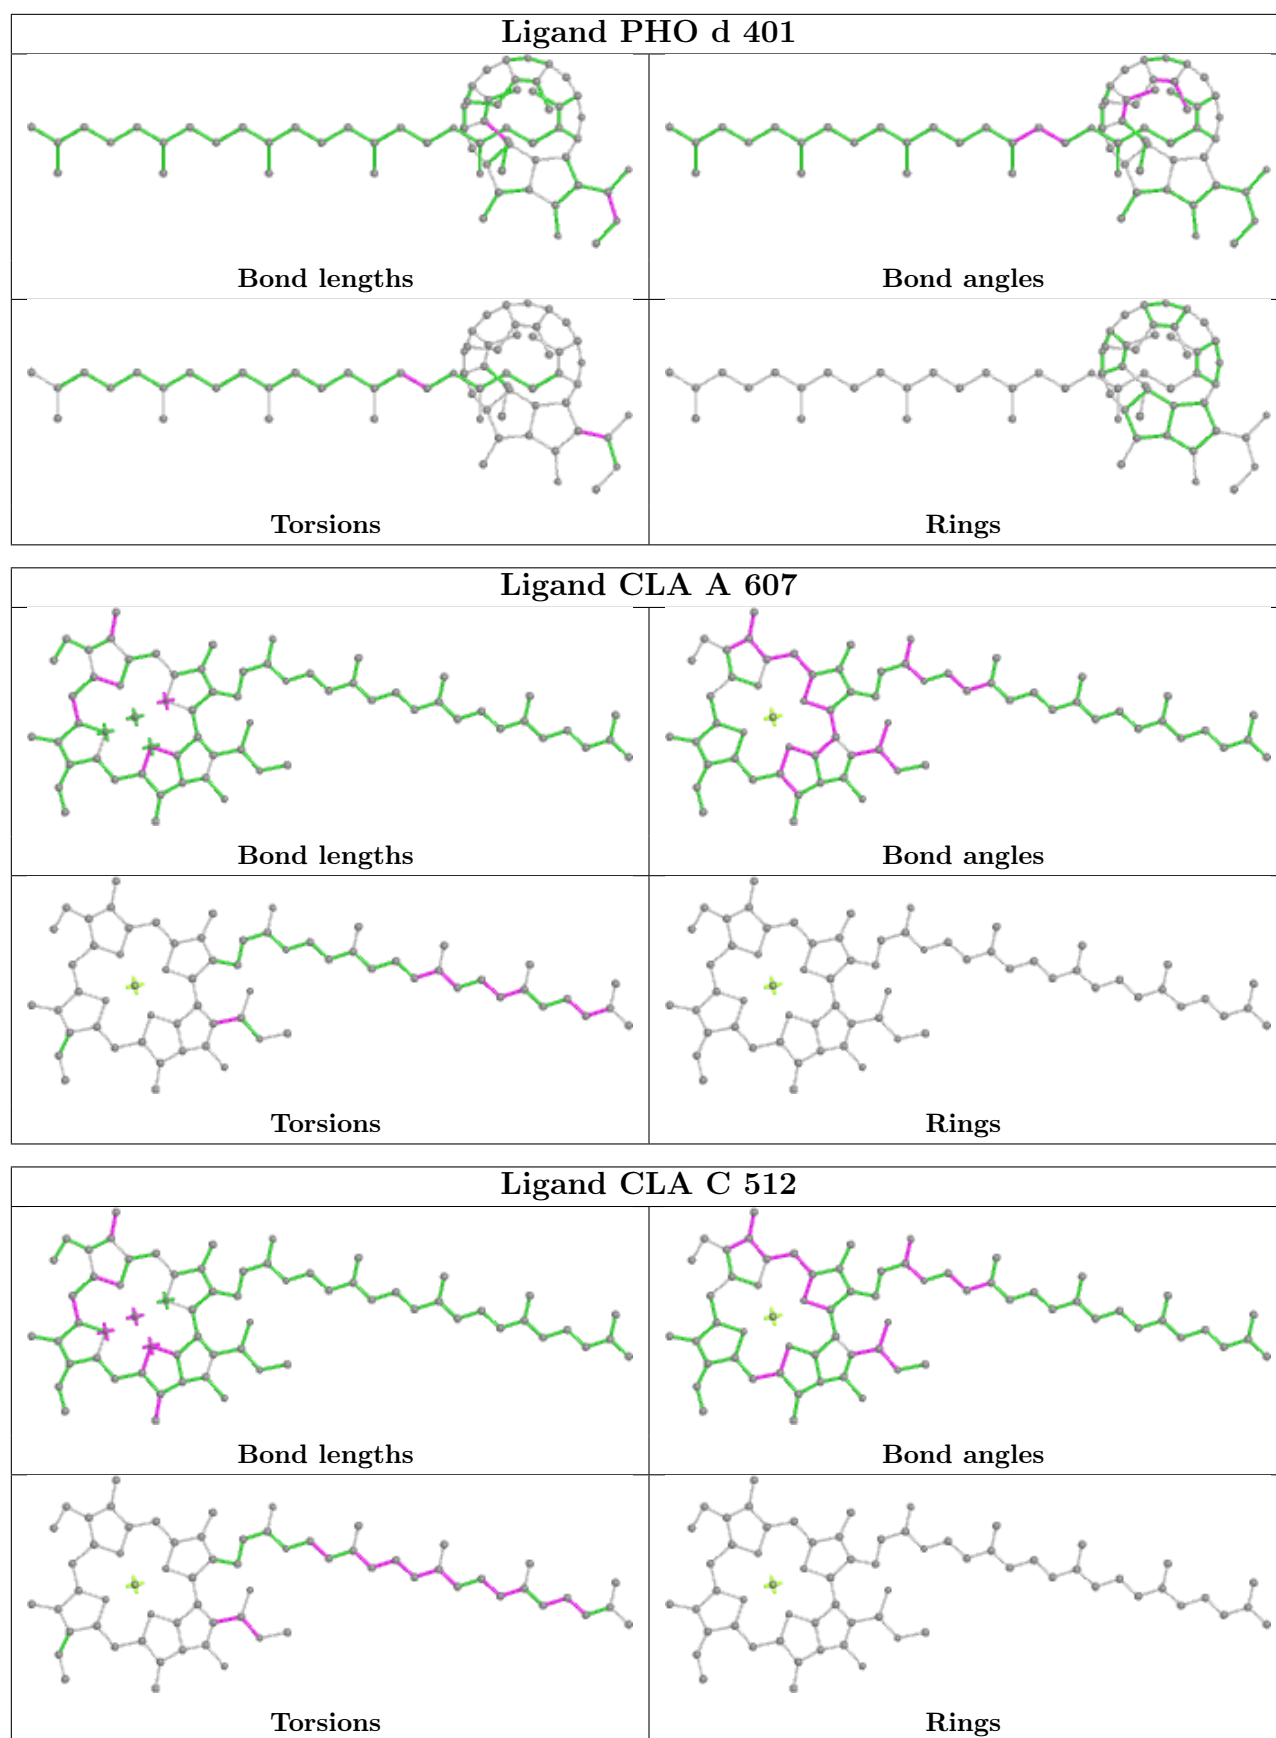 Ligand PHO d 401
Bond lengths
Bond angles
Torsions
Rings
Ligand CLA A 607
Bond lengths
Bond angles
Torsions
Rings
Ligand CLA C 512
Bond lengths
Bond angles
Torsions
Rings